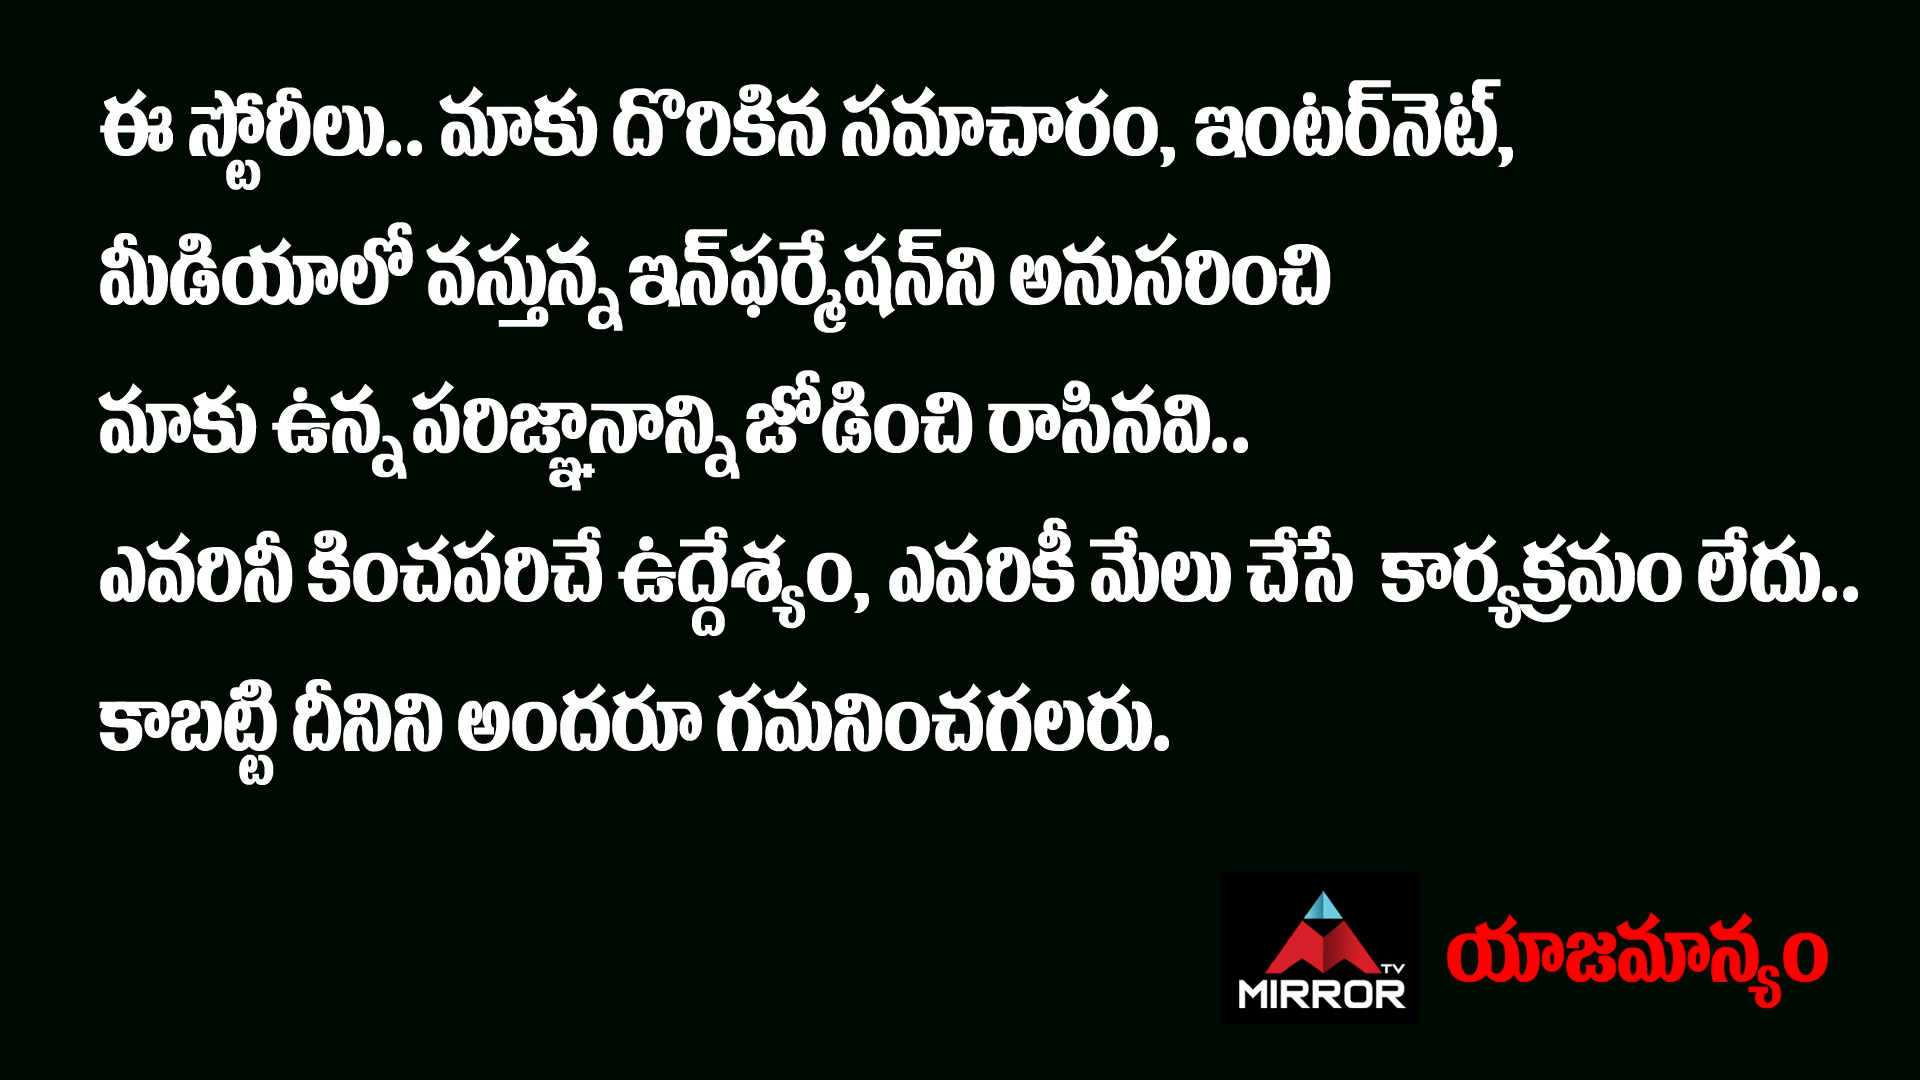 ఈ స్టోరీలు.. మాకు దొరికిన సమాచారం, ఇంటర్‌నెట్,
మీడియాలో వస్తున్న ఇన్‌ఫర్మేషన్‌ని అనుసరించి
మాకు ఉన్న పరిజ్ఞానాన్ని జోడించి రాసినవి..
ఎవరినీ కించపరిచే ఉద్దేశ్యం, ఎవరికీ మేలు చేసే కార్యక్రమం లేదు..
కాబట్టి దీనిని అందరూ గమనించగలరు.
TV
MIRROR
యాజమాన్యం